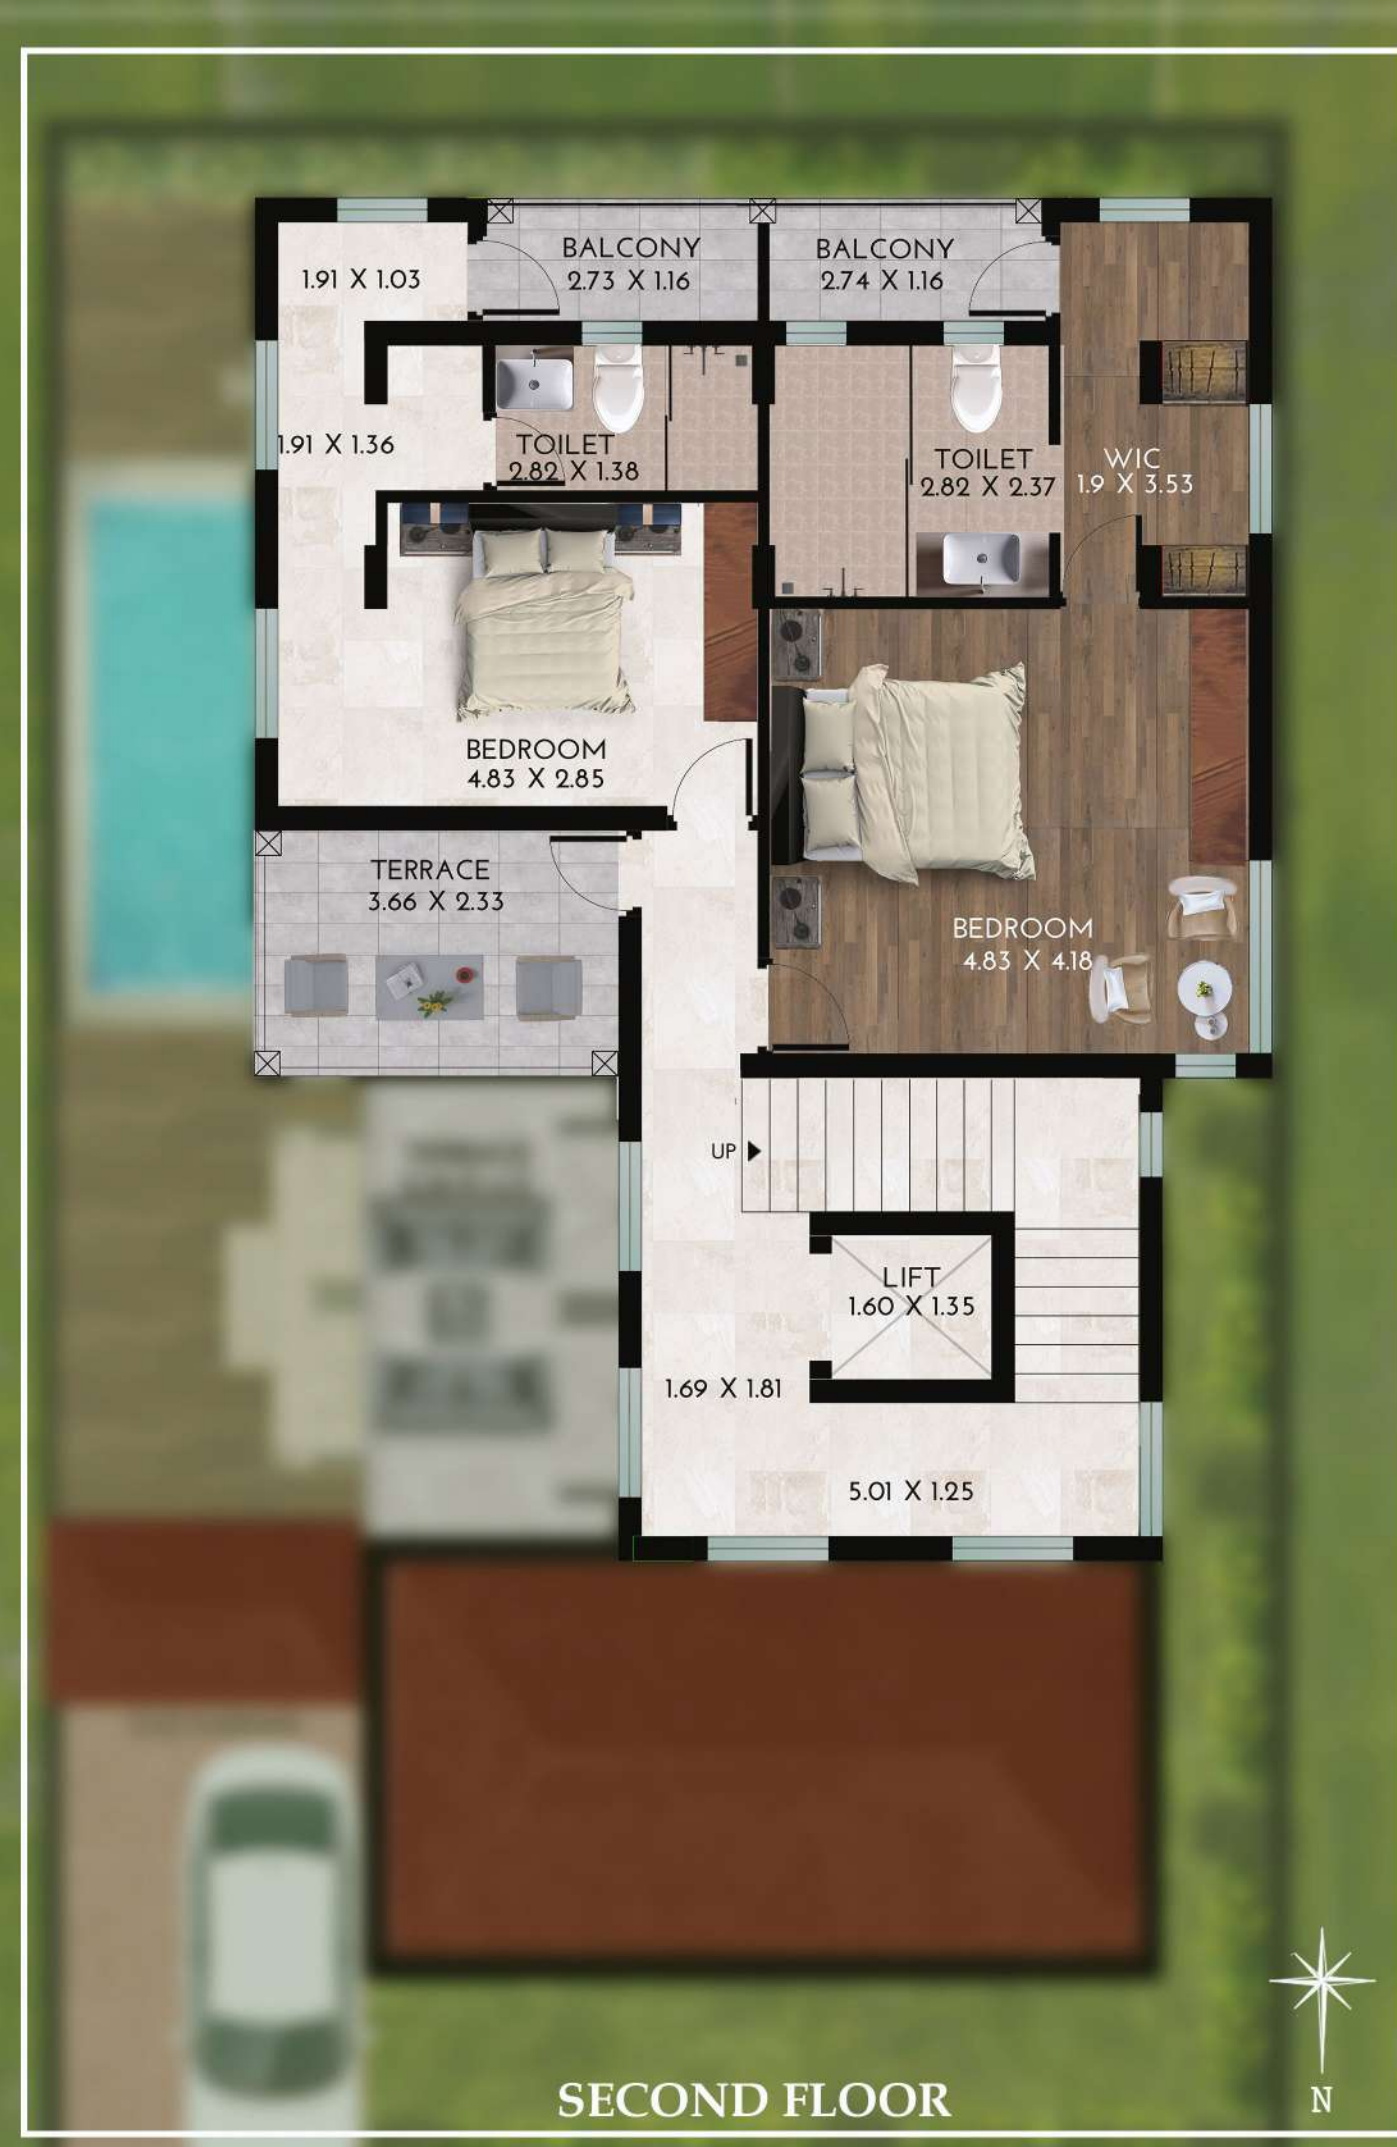 BALCONY
2.73 X 1.16
BALCONY
2.74 X 1.16
1.91 X 1.03
1.91 X 1.36
TOILET
2.82 X 1.38
TOILET
2.82 X 2.37
WIC
1.9 X 3.53
BEDROOM
4.83 X 2.85
TERRACE
3.66 X 2.33
BEDROOM
4.83 X 4.18
UP
LIFT
1.60 X 1.35
1.69 X 1.81
5.01 X 1.25
SECOND FLOOR
N